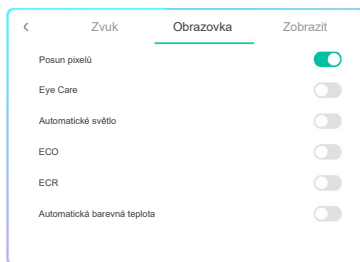 Zvuk Obrazovka Zobrazit
Posun pixelů
Eye Care
Automatické světlo
ECO
ECR
Automatická barevná teplota